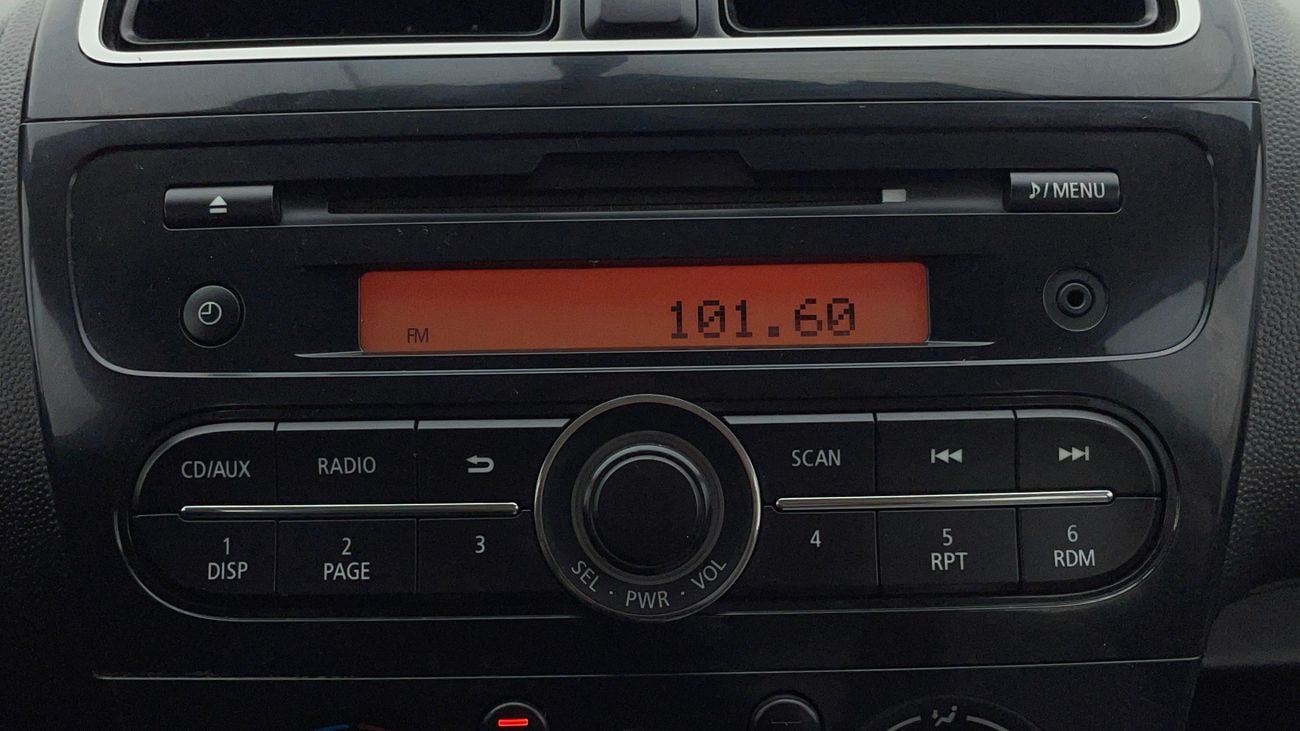 ♪/ MENU
FM 101.60
CD/AUX RADIO SCAN
1 2 3 4 5 6
DISP PAGE RPT RDM
SEL · PWR · VOL